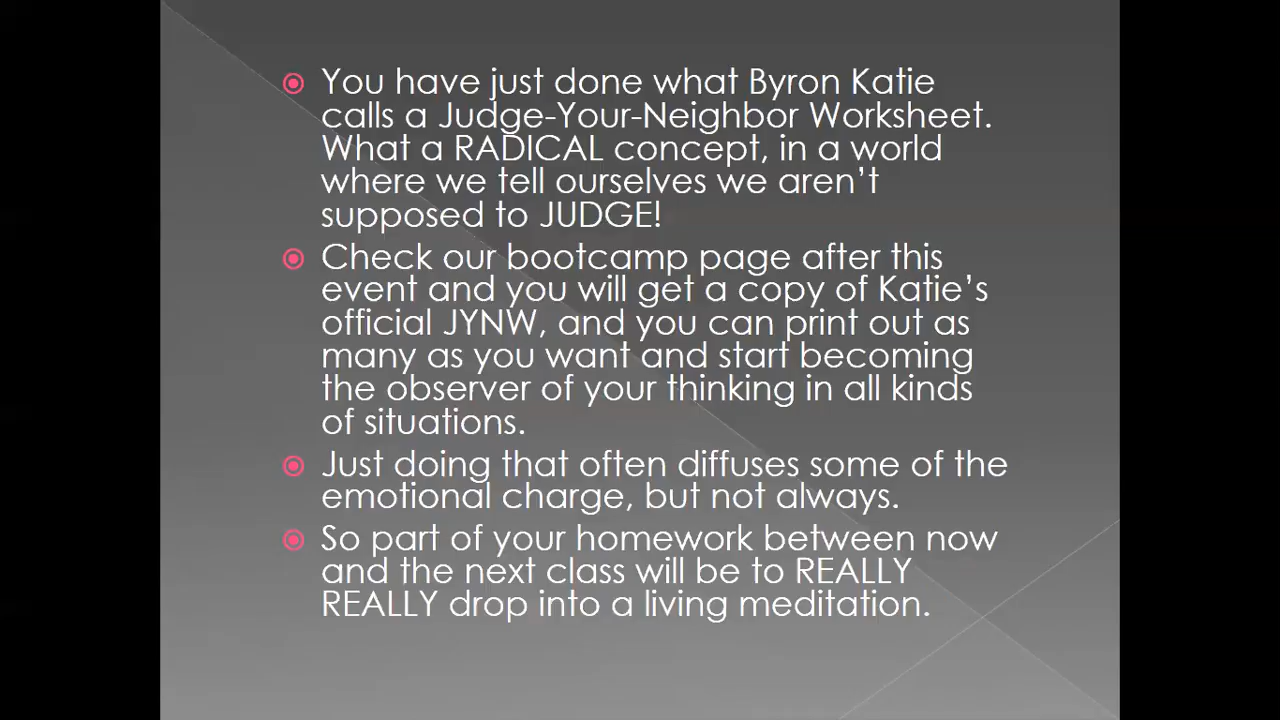 You have just done what Byron Katie
calls a Judge-Your-Neighbor Worksheet.
What a RADICAL concept, in a world
where we tell ourselves we aren’t
supposed to JUDGE!
Check our bootcamp page after this
event and you will get a copy of Katie’s
official JYNW, and you can print out as
many as you want and start becoming
the observer of your thinking in all kinds
of situations.
Just doing that often diffuses some of the
emotional charge, but not always.
So part of your homework between now
and the next class will be to REALLY
REALLY drop into a living meditation.